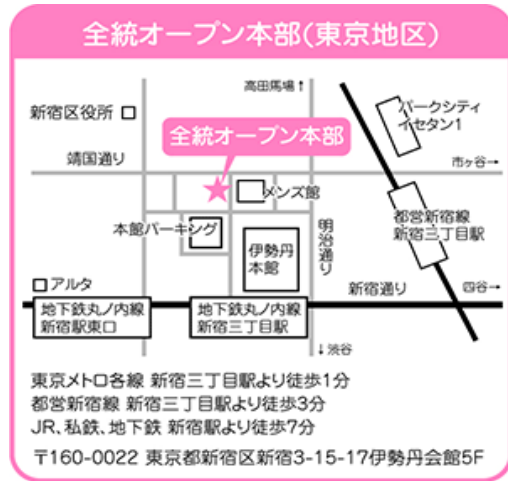 全統オープン本部(東京地区)
高田馬場↑
新宿区役所
パークシティ
イセタン1
全統オープン本部
靖国通り
市ヶ谷→
メンズ館
都営新宿線
新宿三丁目駅
本館パーキング
明治通り
伊勢丹
本館
アルタ
新宿通り
四谷→
地下鉄丸ノ内線
新宿駅東口
地下鉄丸ノ内線
新宿三丁目駅
↓渋谷
東京メトロ各線 新宿三丁目駅より徒歩1分
都営新宿線 新宿三丁目駅より徒歩3分
JR、私鉄、地下鉄 新宿駅より徒歩7分
〒160-0022 東京都新宿区新宿3-15-17伊勢丹会館5F